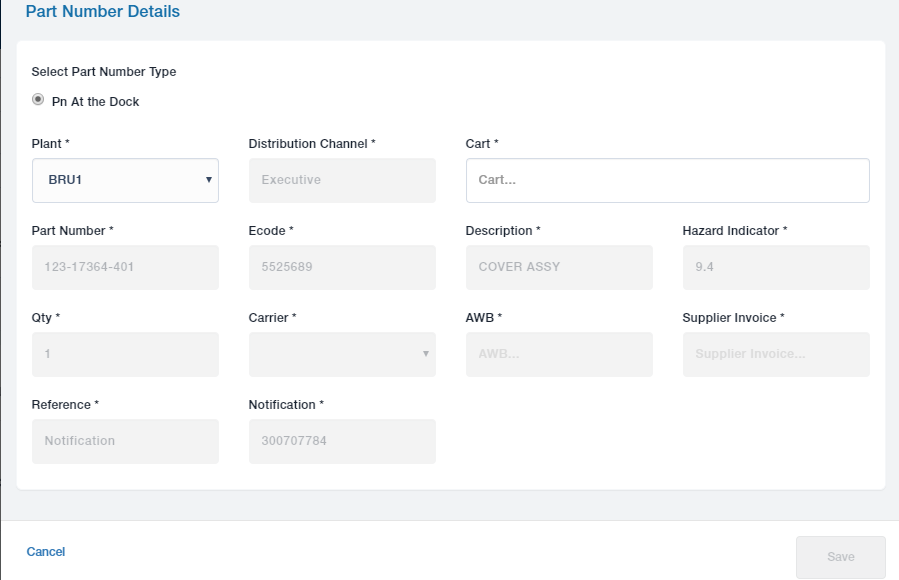 Part Number Details
Select Part Number Type
Pn At the Dock
Plant * Distribution Channel * Cart *
BRU1 Executive Cart...
Part Number * Ecode * Description * Hazard Indicator *
123-17364-401 5525689 COVER ASSY 9.4
Qty * Carrier * AWB * Supplier Invoice *
1 AWB... Supplier Invoice...
Reference * Notification *
Notification 300707784
Cancel Save